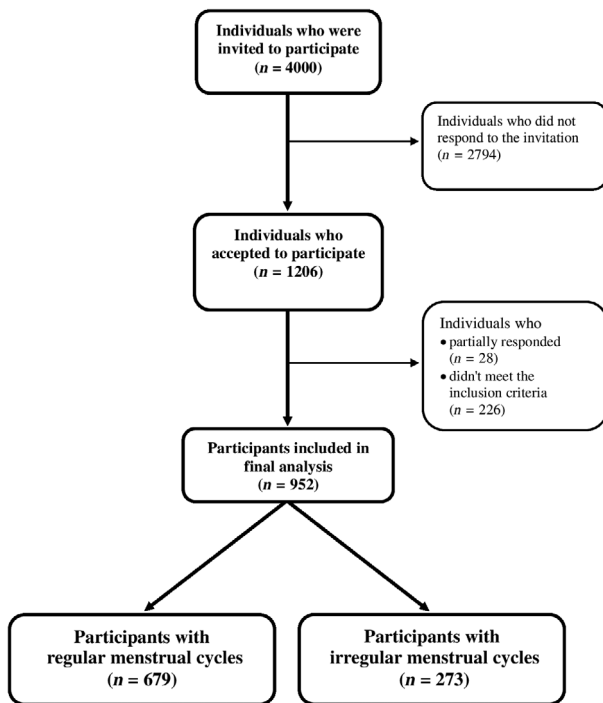 Individuals who were
invited to participate
(n = 4000)
Individuals who did not
respond to the invitation
(n = 2794)
Individuals who
accepted to participate
(n = 1206)
Individuals who
• partially responded
(n = 28)
• didn't meet the
inclusion criteria
(n = 226)
Participants included in
final analysis
(n = 952)
Participants with
regular menstrual cycles
(n = 679)
Participants with
irregular menstrual cycles
(n = 273)